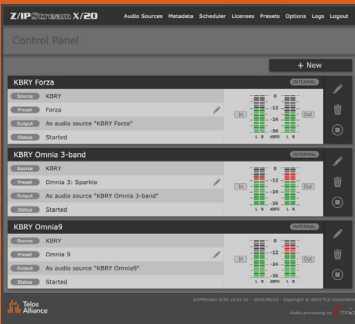 Z/IPStream X/20 Audio Sources Metadata Scheduler Licenses Presets Options Logs Logout
Control Panel
+ New
KBRY Forza INTERNAL
Source KBRY
Preset Forza
Output As audio source "KBRY Forza"
Status Started
In 0 -12 -24 -36 Out
L R dBFS L R
KBRY Omnia 3-band INTERNAL
Source KBRY
Preset Omnia 3: Sparkle
Output As audio source "KBRY Omnia 3-band"
Status Started
In 0 -12 -24 -36 Out
L R dBFS L R
KBRY Omnia9 INTERNAL
Source KBRY
Preset Omnia 9
Output As audio source "KBRY Omnia9"
Status Started
In 0 -12 -24 -36 Out
L R dBFS L R
Telos Alliance
Audio processing by